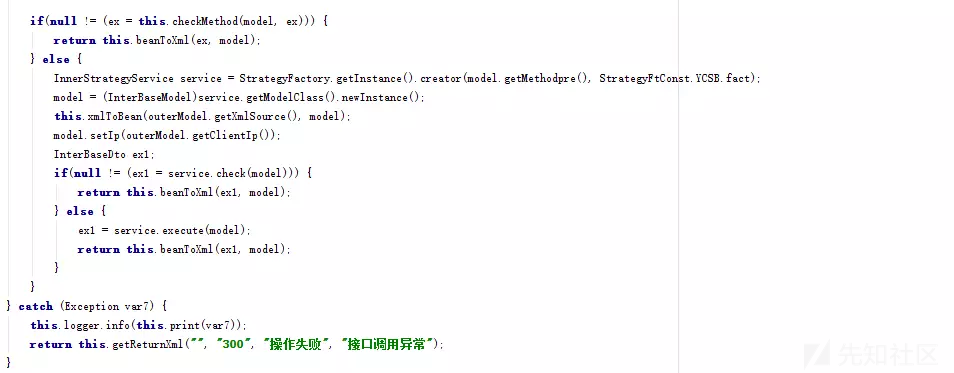 if(null != (ex = this.checkMethod(model, ex))) {
return this.beanToXml(ex, model);
} else {
InnerStrategyService service = StrategyFactory.getInstance().creator(model.getMethodpre(), StrategyFtConst.YCSB.fact);
model = (InterBaseModel)service.getModelClass().newInstance();
this.xmlToBean(outerModel.getXmlSource(), model);
model.setIp(outerModel.getClientIp());
InterBaseDto ex1;
if(null != (ex1 = service.check(model))) {
return this.beanToXml(ex1, model);
} else {
ex1 = service.execute(model);
return this.beanToXml(ex1, model);
}
}
} catch (Exception var7) {
this.logger.info(this.print(var7));
return this.getReturnXml("", "300", "操作失败", "接口调用异常");
}
先知社区